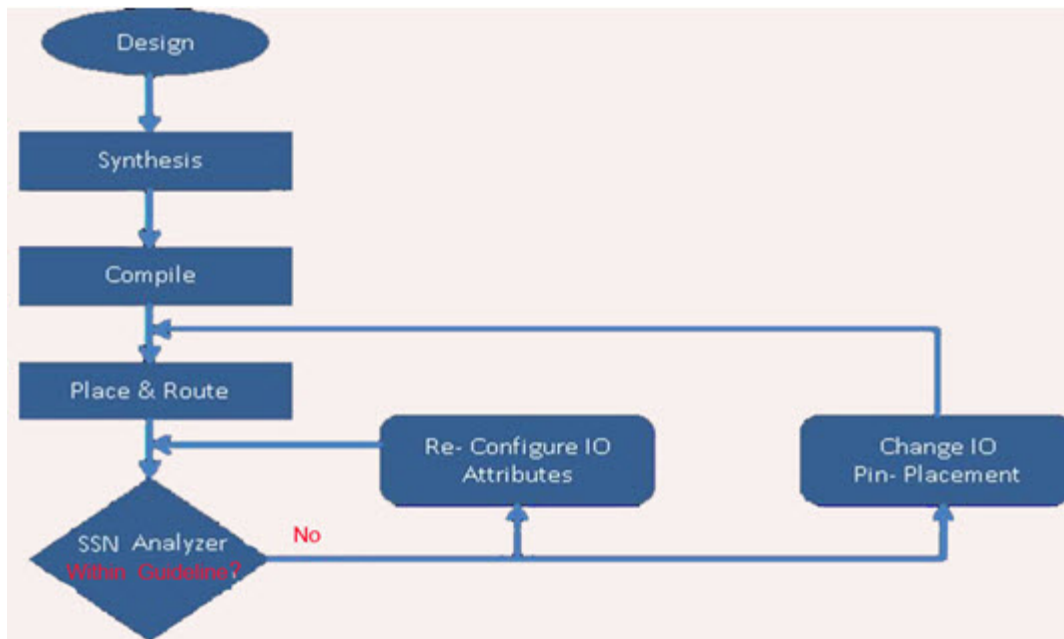 Design
Synthesis
Compile
Place & Route
Re- Configure IO
Attributes
Change IO
Pin- Placement
No
SSN Analyzer
Within Guideline?